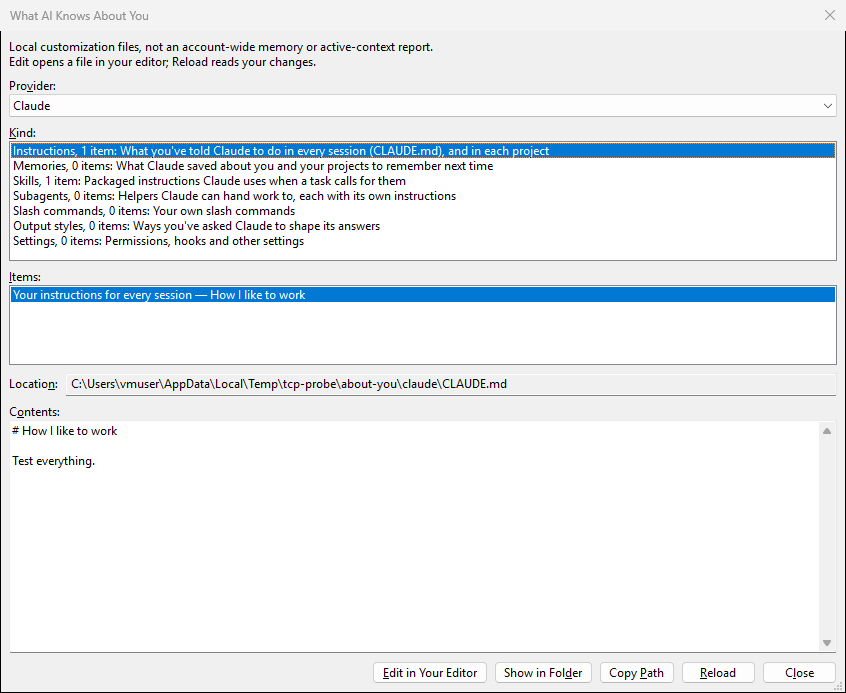 What AI Knows About You
Local customization files, not an account-wide memory or active-context report.
Edit opens a file in your editor; Reload reads your changes.
Provider:
Claude
Kind:
Instructions, 1 item: What you've told Claude to do in every session (CLAUDE.md), and in each project
Memories, 0 items: What Claude saved about you and your projects to remember next time
Skills, 1 item: Packaged instructions Claude uses when a task calls for them
Subagents, 0 items: Helpers Claude can hand work to, each with its own instructions
Slash commands, 0 items: Your own slash commands
Output styles, 0 items: Ways you've asked Claude to shape its answers
Settings, 0 items: Permissions, hooks and other settings
Items:
Your instructions for every session — How I like to work
Location: C:\Users\vmuser\AppData\Local\Temp\tcp-probe\about-you\claude\CLAUDE.md
Contents:
# How I like to work
Test everything.
Edit in Your Editor Show in Folder Copy Path Reload Close